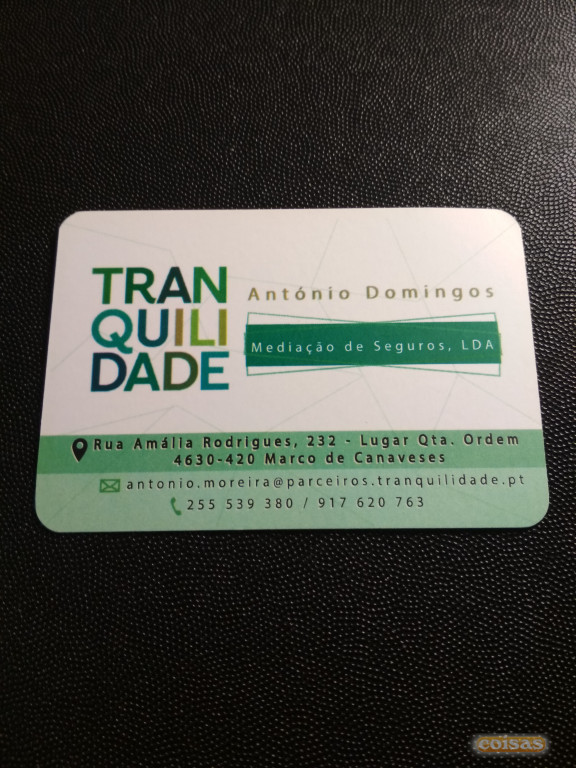 TRAN
QUILI
DADE
António Domingos
Mediação de Seguros, LDA
Rua Amália Rodrigues, 232 - Lugar Qta. Ordem
4630-420 Marco de Canaveses
antonio.moreira@parceiros.tranquilidade.pt
255 539 380 / 917 620 763
coisas